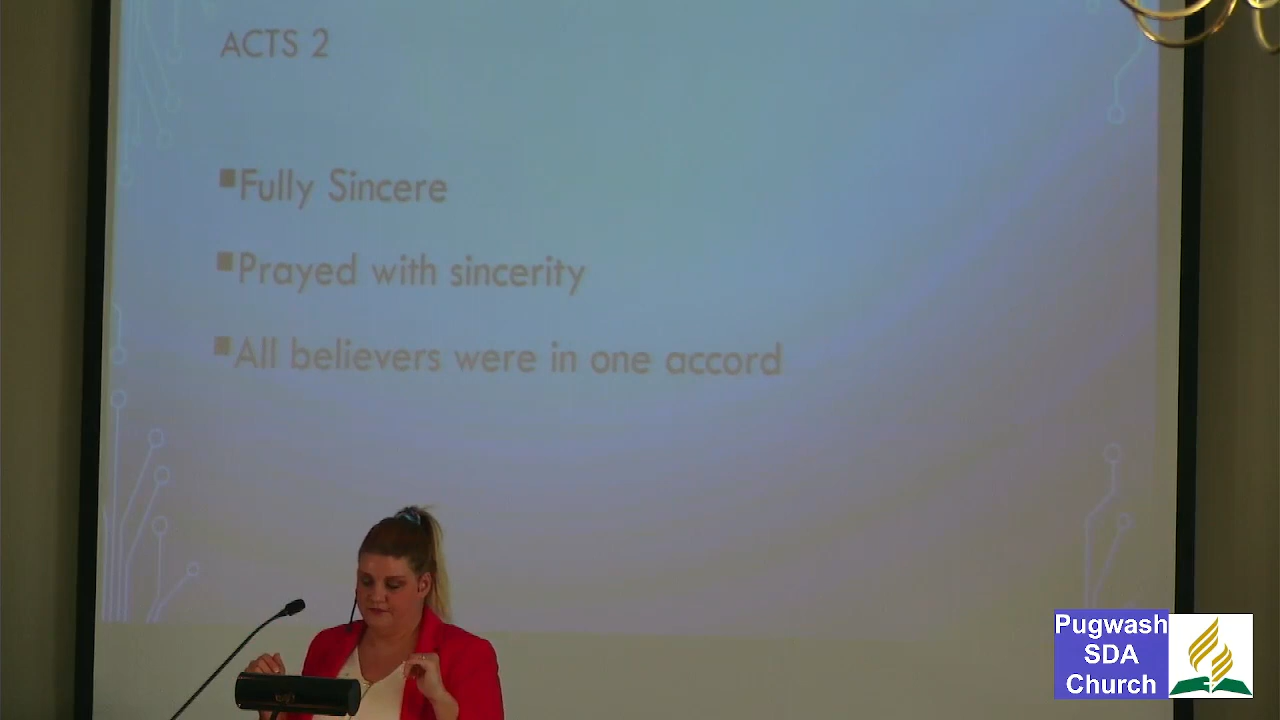 ACTS 2
▪Fully Sincere
▪Prayed with sincerity
▪All believers were in one accord
Pugwash
SDA
Church